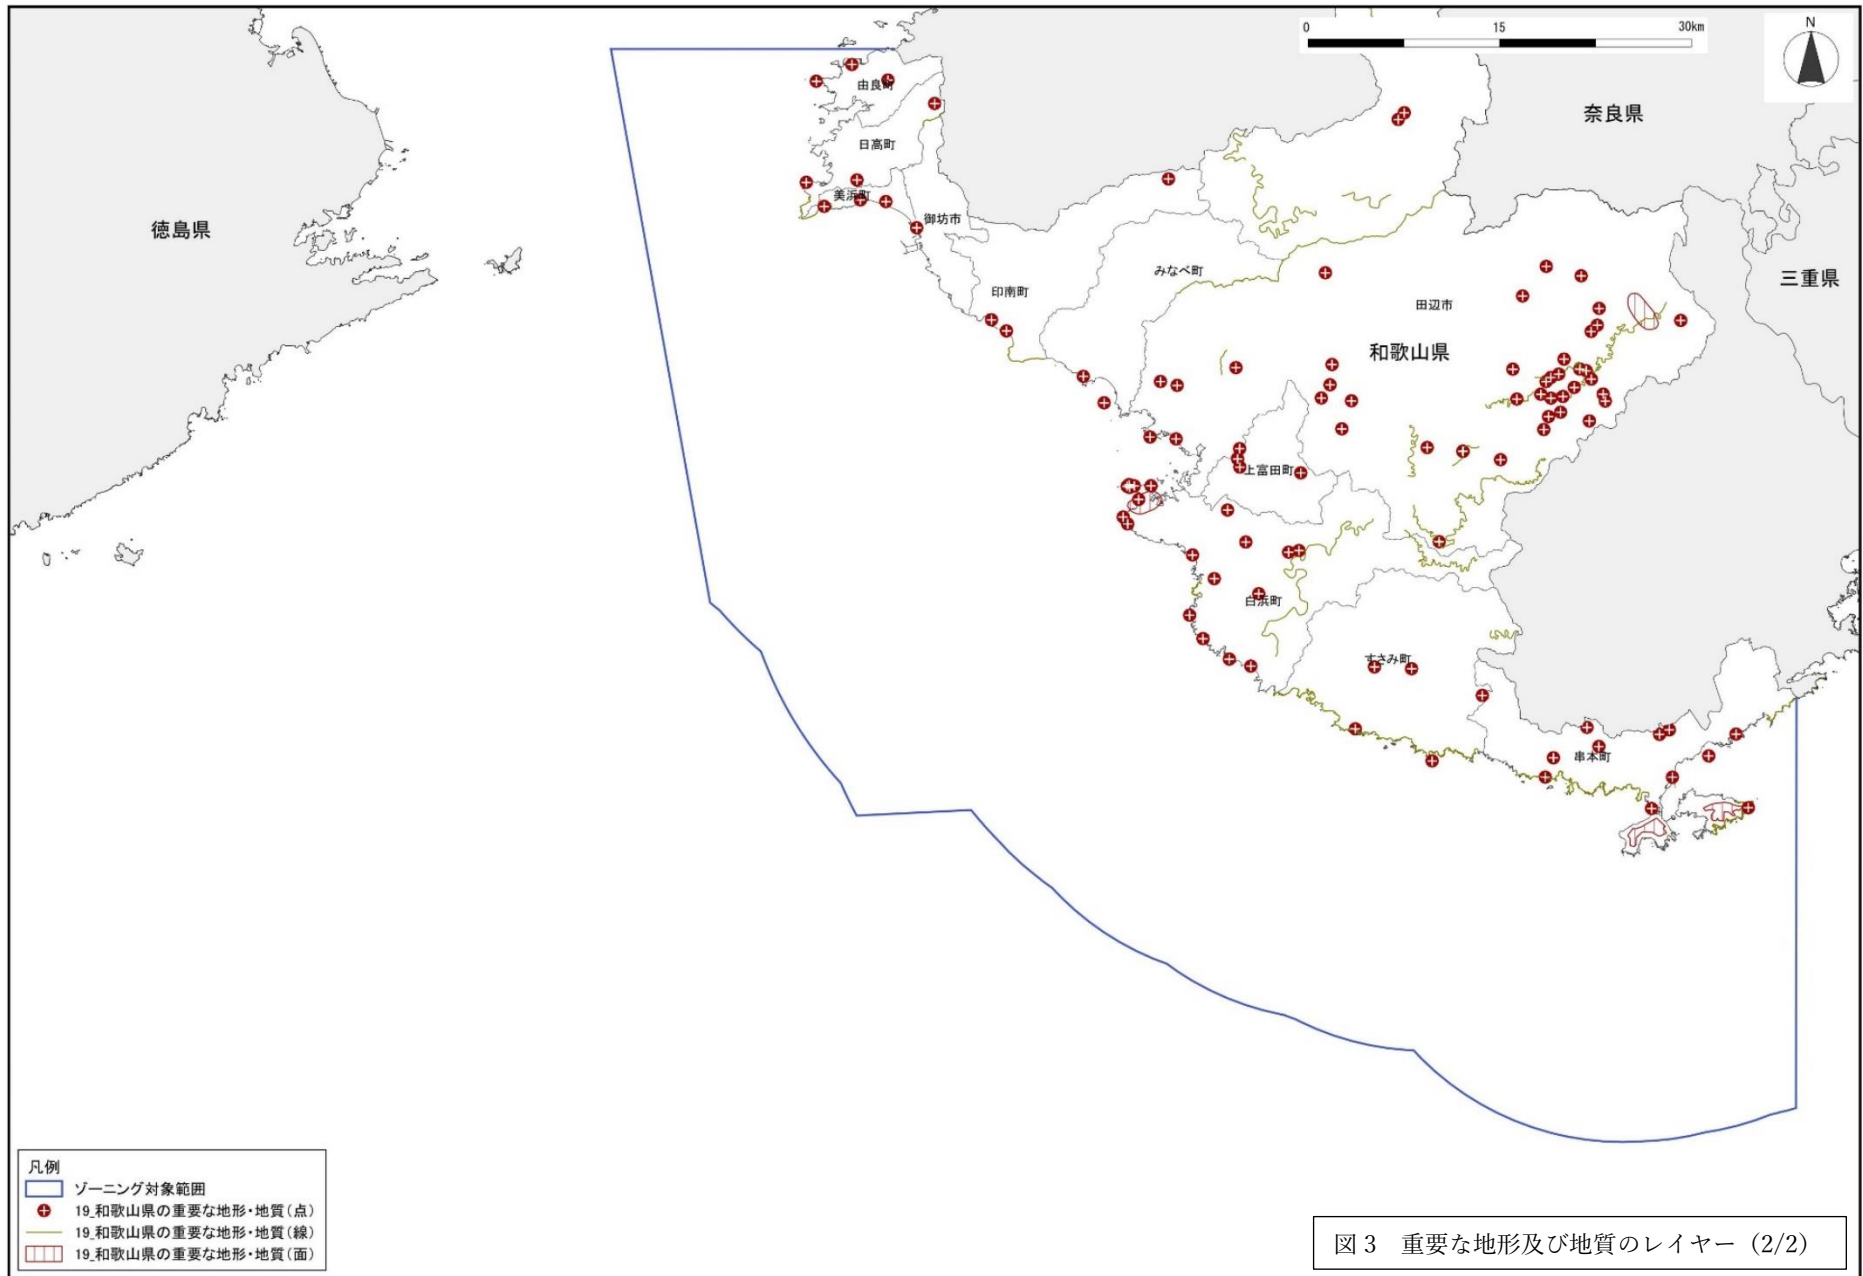 0 15 30km
N
由良町
奈良県
日高町
美浜町
御坊市
徳島県
みなべ町
三重県
印南町
田辺市
和歌山県
上富田町
白浜町
すさみ町
串本町
凡例
ゾーニング対象範囲
19_和歌山県の重要な地形・地質(点)
19_和歌山県の重要な地形・地質(線)
19_和歌山県の重要な地形・地質(面)
図3 重要な地形及び地質のレイヤー (2/2)